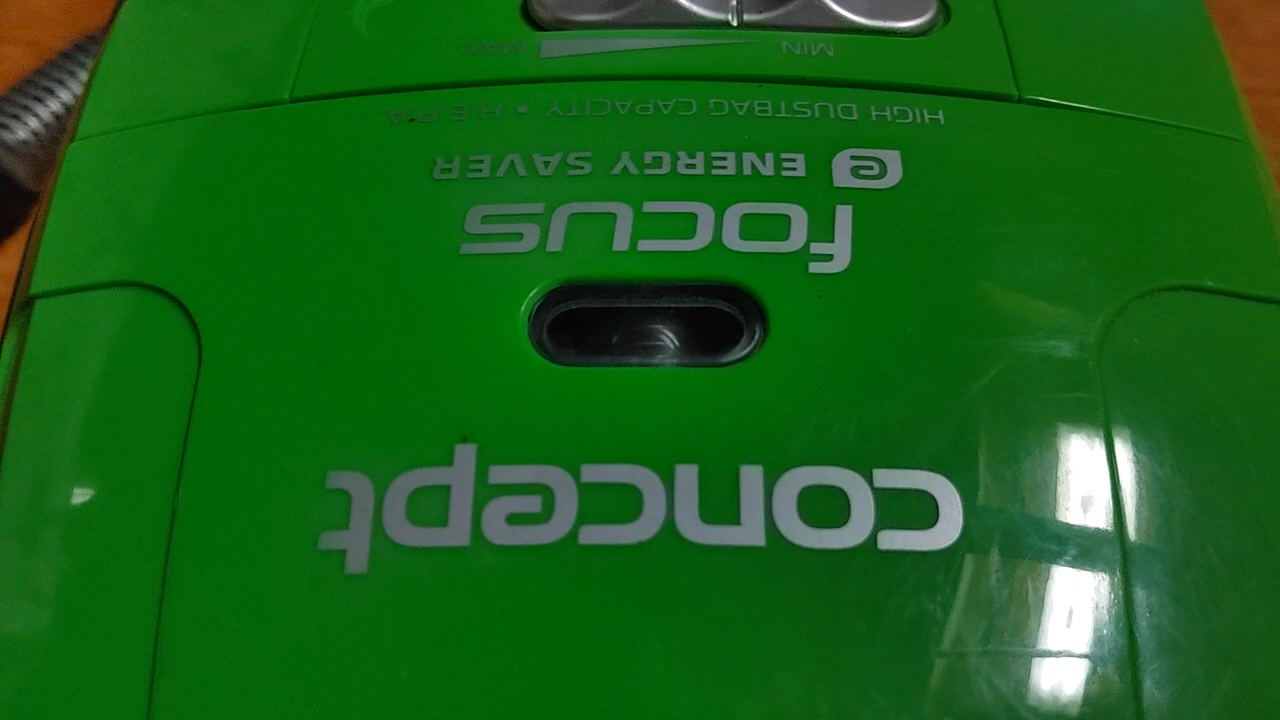 concept
focus
e ENERGY SAVER
HIGH DUSTBAG CAPACITY • H.E.P.A.
MIN MAX